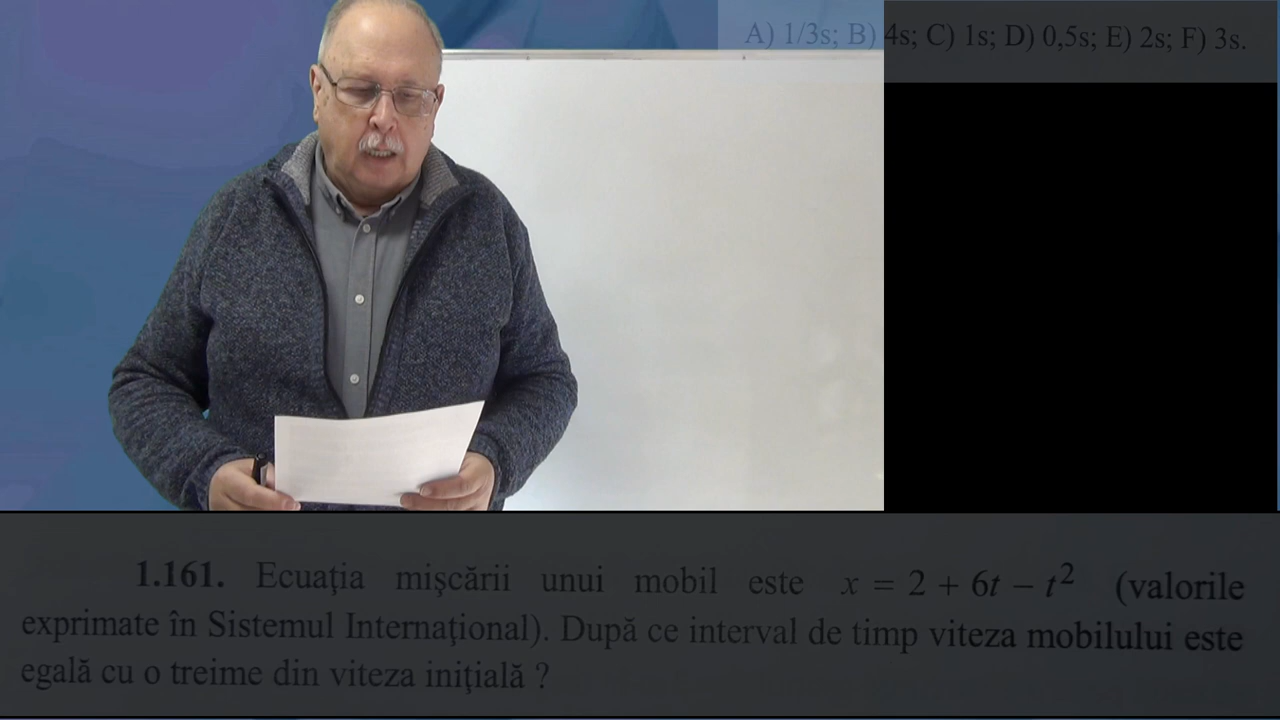 A) 1/3s; B) 4s; C) 1s; D) 0,5s; E) 2s; F) 3s.
1.161. Ecuaţia mişcării unui mobil este x = 2 + 6t − t² (valorile
exprimate în Sistemul Internaţional). După ce interval de timp viteza mobilului este
egală cu o treime din viteza iniţială ?